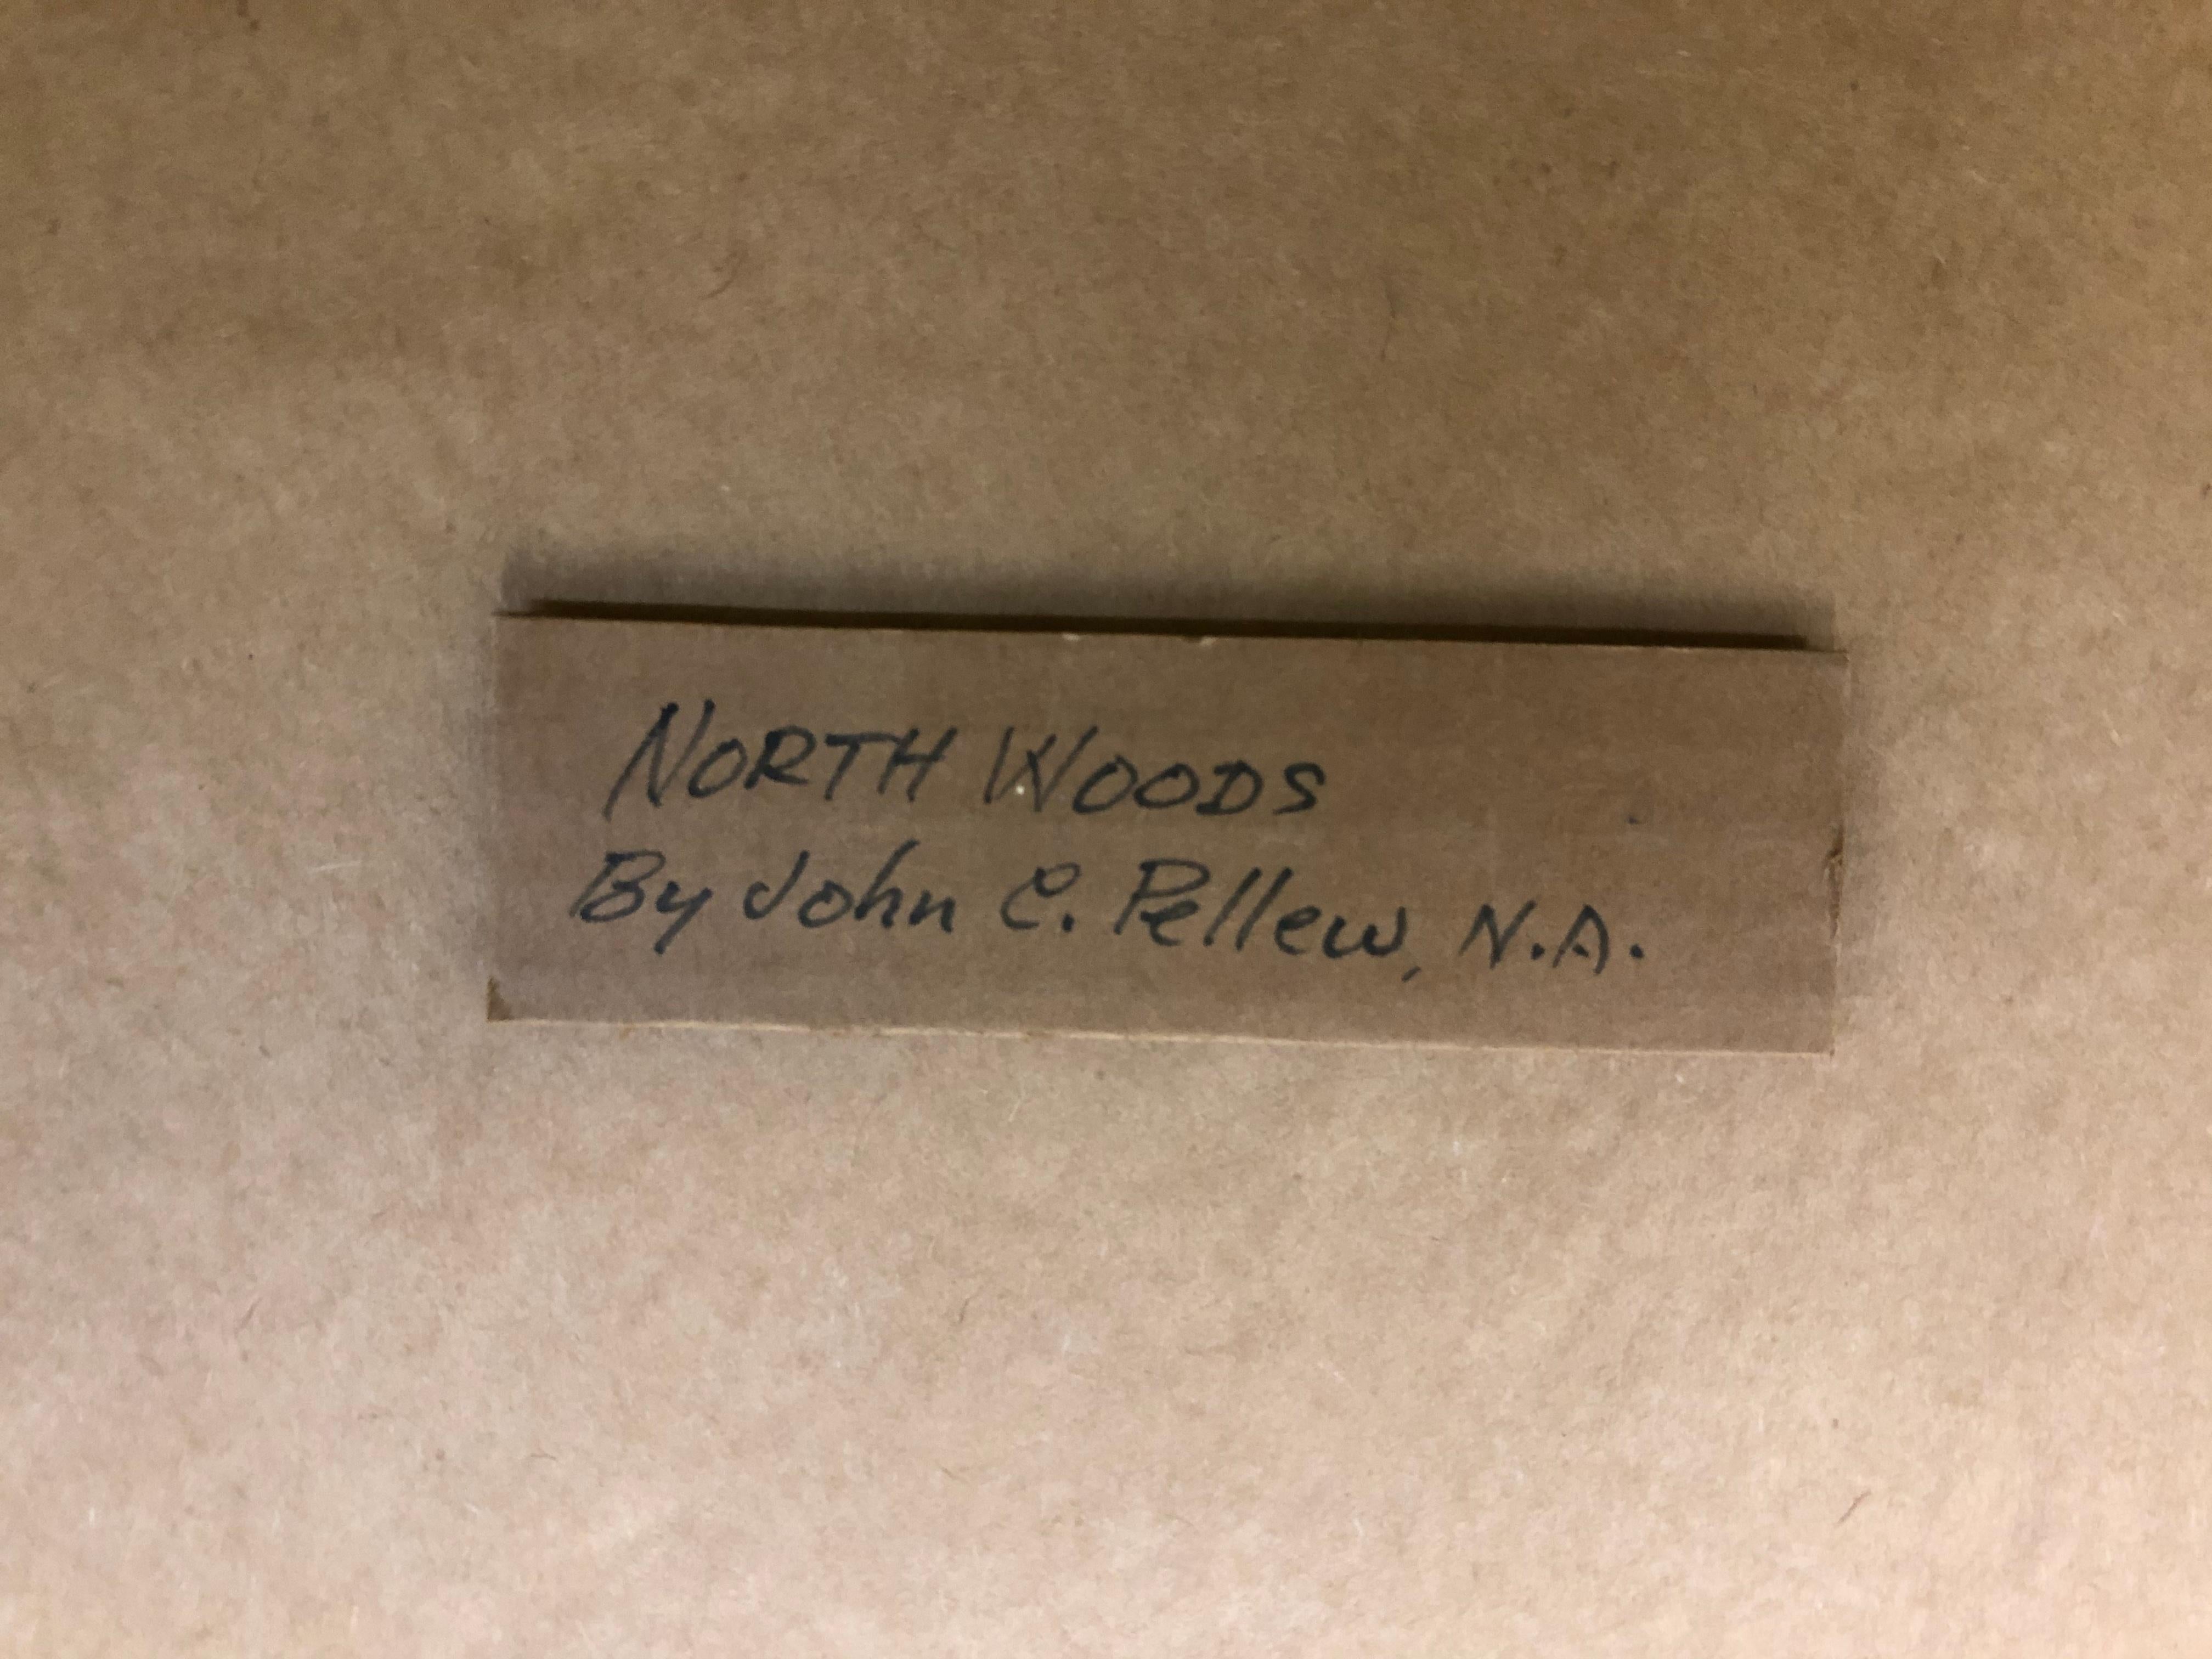 NORTH WOODS
By John C. Pellew, N.A.